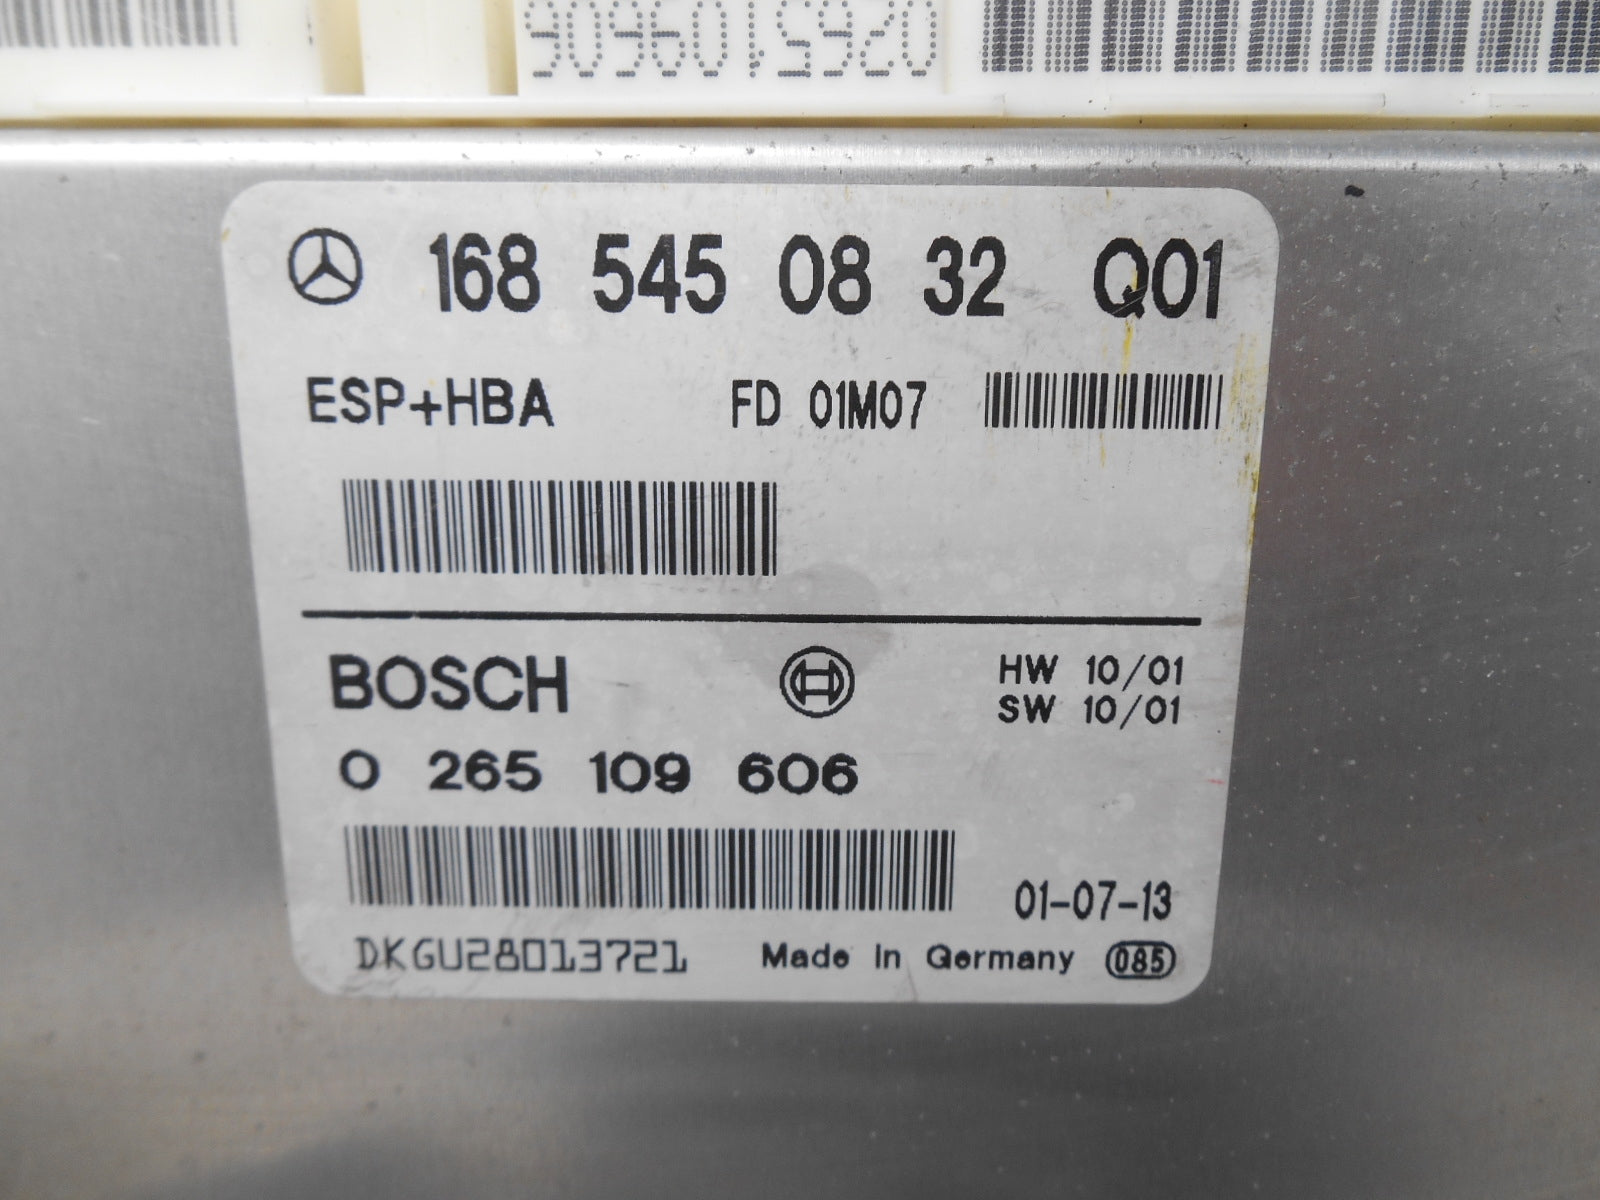 0265109606
168 545 08 32 Q01
ESP+HBA FD 01M07
BOSCH HW 10/01
SW 10/01
0 265 109 606
01-07-13
DKGU28013721 Made In Germany 085